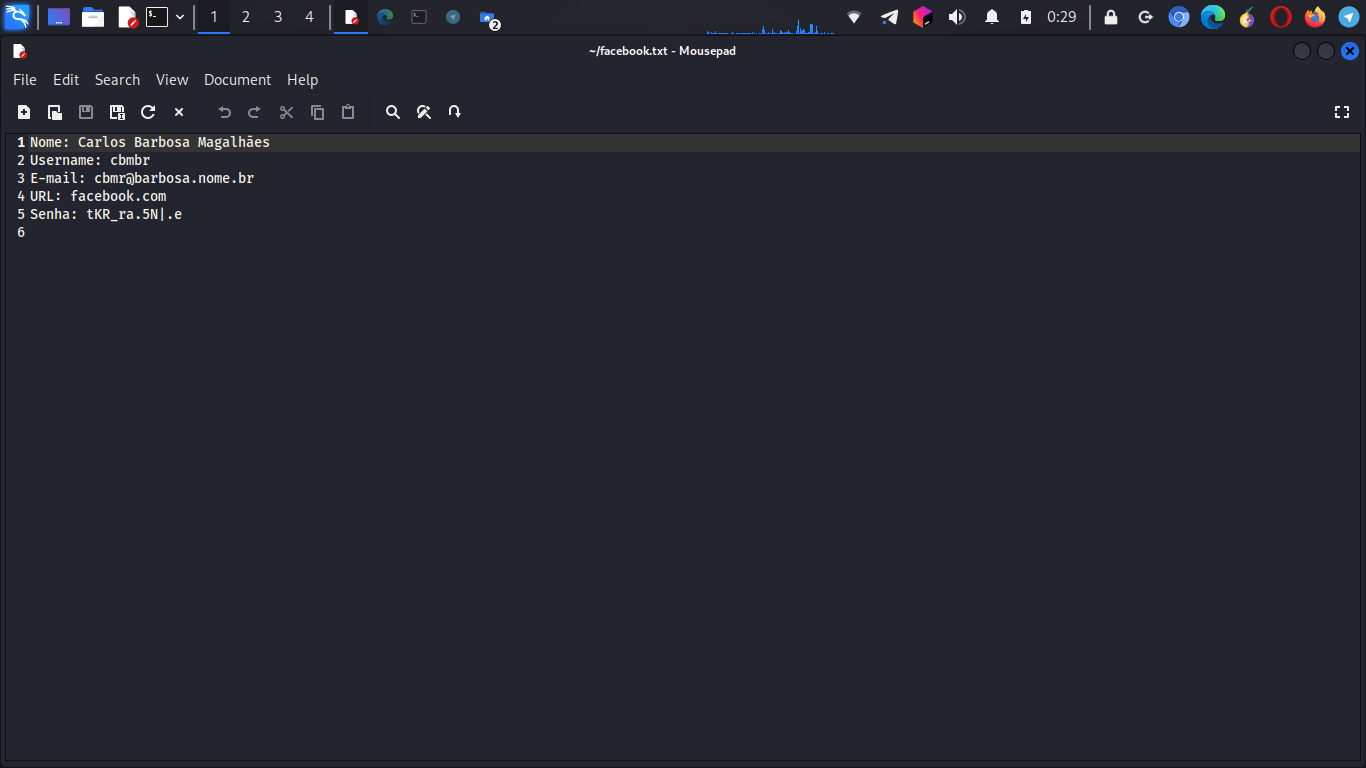 1 2 3 4 2 0:29
~/facebook.txt - Mousepad
File Edit Search View Document Help
1 Nome: Carlos Barbosa Magalhães
2 Username: cbmbr
3 E-mail: cbmr@barbosa.nome.br
4 URL: facebook.com
5 Senha: tKR_ra.5N|.e
6